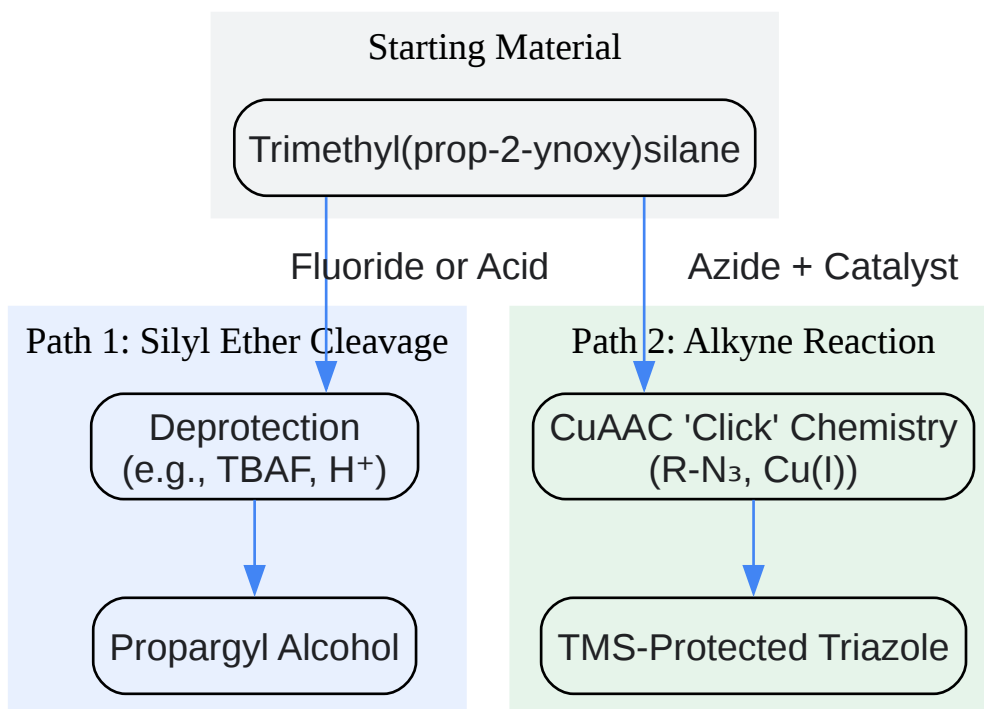 Starting Material
Trimethyl(prop-2-ynoxy)silane
Fluoride or Acid
Azide + Catalyst
Path 1: Silyl Ether Cleavage
Deprotection
(e.g., TBAF, H⁺)
Propargyl Alcohol
Path 2: Alkyne Reaction
CuAAC 'Click' Chemistry
(R-N₃, Cu(I))
TMS-Protected Triazole